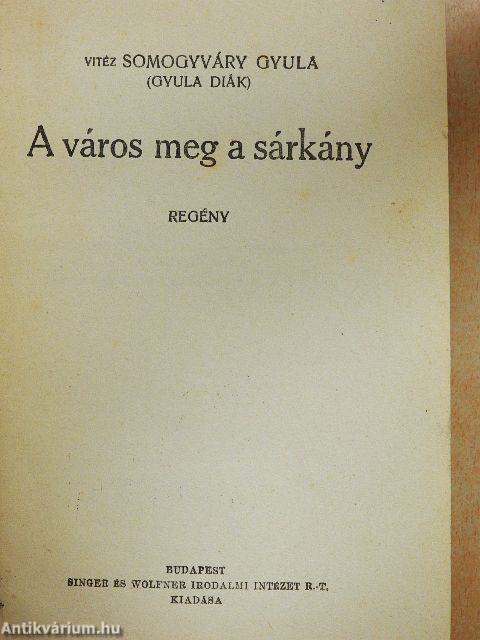 VITÉZ SOMOGYVÁRY GYULA
(GYULA DIÁK)
A város meg a sárkány
REGÉNY
BUDAPEST
SINGER ÉS WOLFNER IRODALMI INTÉZET R.-T.
KIADÁSA
Antikvárium.hu